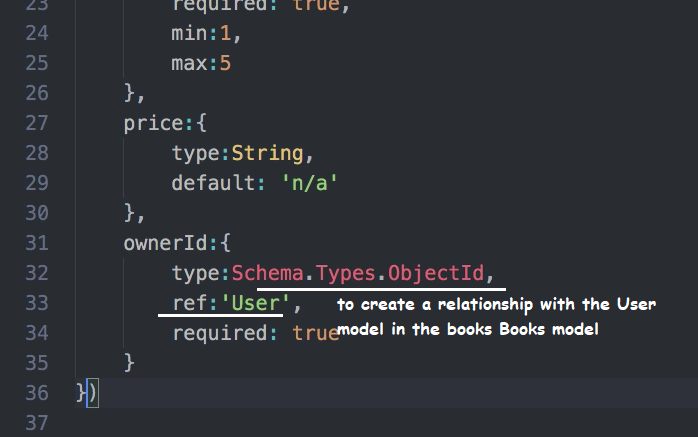 23 required: true,
24 min:1,
25 max:5
26 },
27 price:{
28 type:String,
29 default: 'n/a'
30 },
31 ownerId:{
32 type:Schema.Types.ObjectId,
33 ref:'User',
to create a relationship with the User
34 required: true
model in the books Books model
35 }
36 })
37